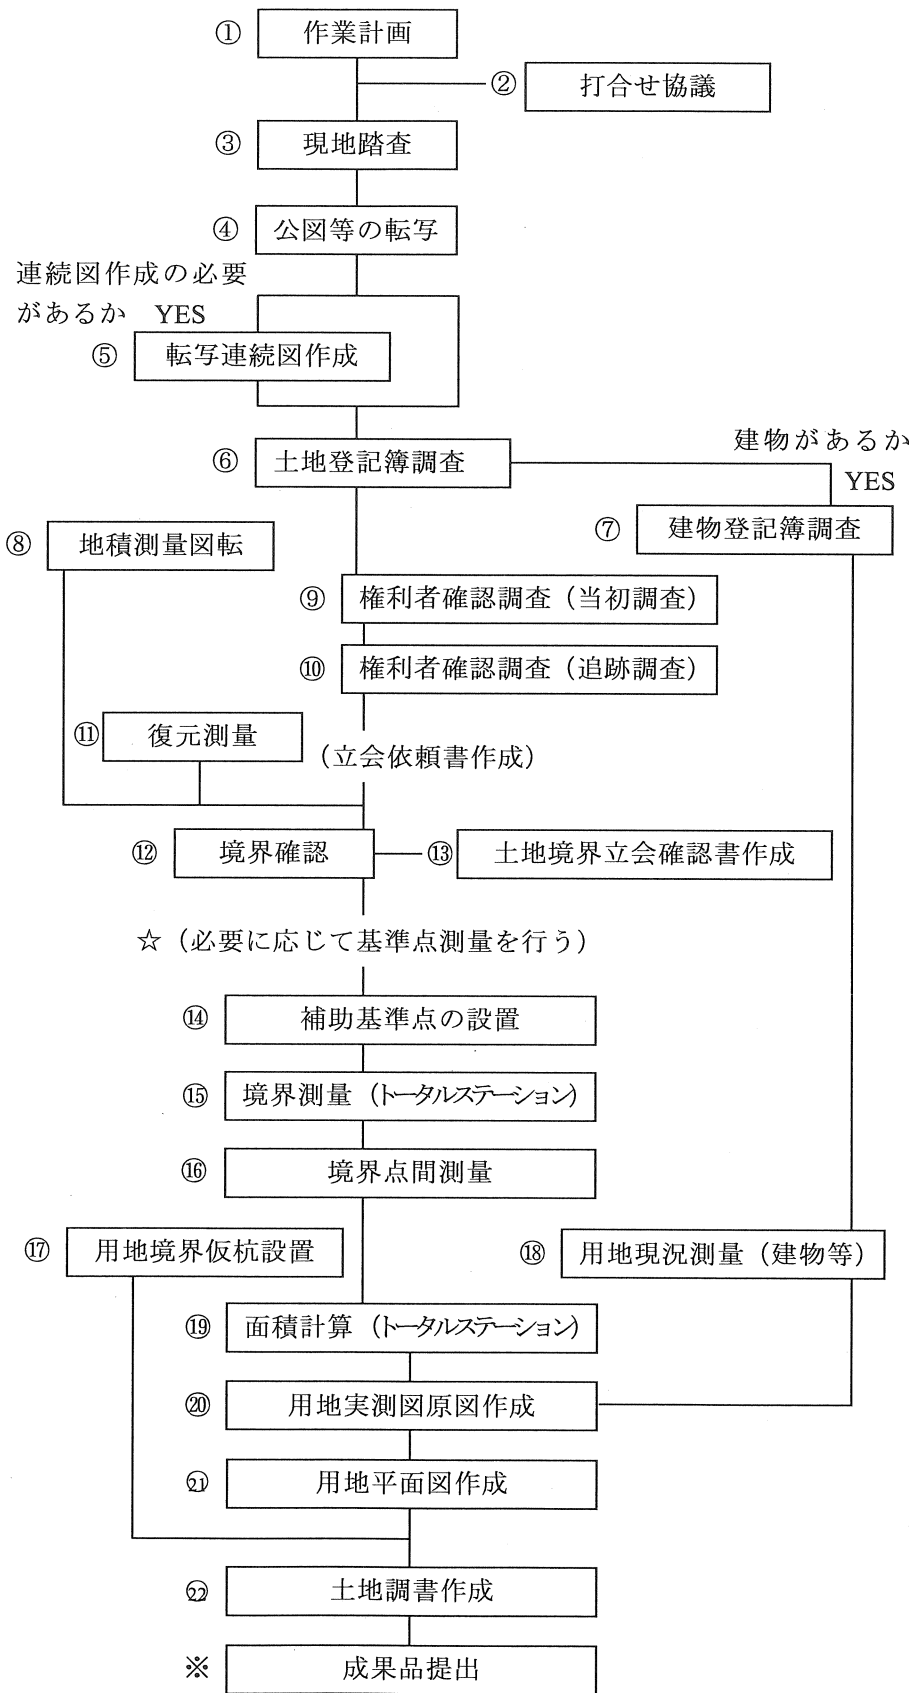 ① 作業計画
② 打合せ協議
③ 現地踏査
④ 公図等の転写
連続図作成の必要
があるか YES
⑤ 転写連続図作成
⑥ 土地登記簿調査
建物があるか
YES
⑦ 建物登記簿調査
⑧ 地積測量図転
⑨ 権利者確認調査（当初調査）
⑩ 権利者確認調査（追跡調査）
⑪ 復元測量
（立会依頼書作成）
⑫ 境界確認
⑬ 土地境界立会確認書作成
☆（必要に応じて基準点測量を行う）
⑭ 補助基準点の設置
⑮ 境界測量（トータルステーション）
⑯ 境界点間測量
⑰ 用地境界仮杭設置
⑱ 用地現況測量（建物等）
⑲ 面積計算（トータルステーション）
⑳ 用地実測図原図作成
㉑ 用地平面図作成
㉒ 土地調書作成
※ 成果品提出